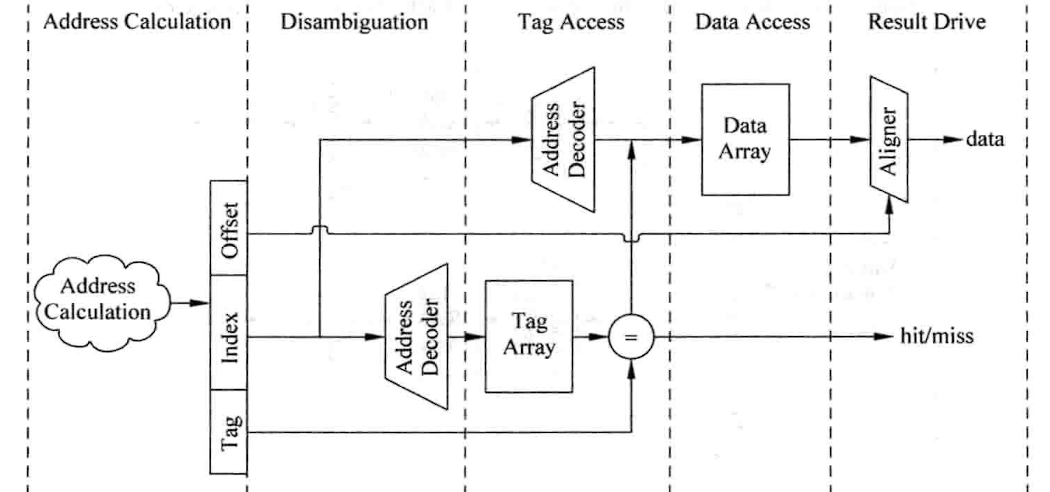 Address Calculation
Disambiguation
Tag Access
Data Access
Result Drive
Address
Decoder
Data
Array
Aligner
data
Offset
Address
Calculation
Index
Address
Decoder
Tag
Array
=
hit/miss
Tag